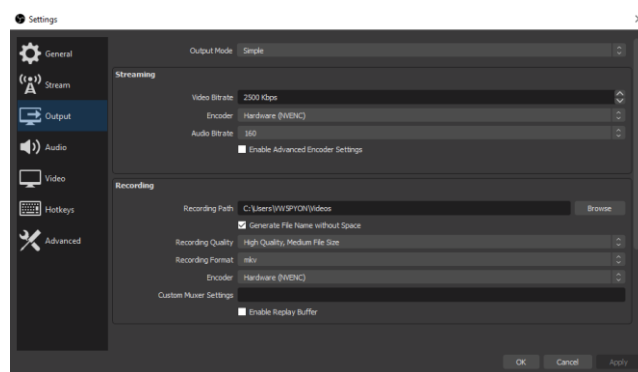 Settings
General
Stream
Output
Audio
Video
Hotkeys
Advanced
Output Mode Simple
Streaming
Video Bitrate 2500 Kbps
Encoder Hardware (NVENC)
Audio Bitrate 160
Enable Advanced Encoder Settings
Recording
Recording Path Browse
Generate File Name without Space
Recording Quality High Quality, Medium File Size
Recording Format mkv
Encoder Hardware (NVENC)
Custom Muxer Settings
Enable Replay Buffer
OK Cancel Apply